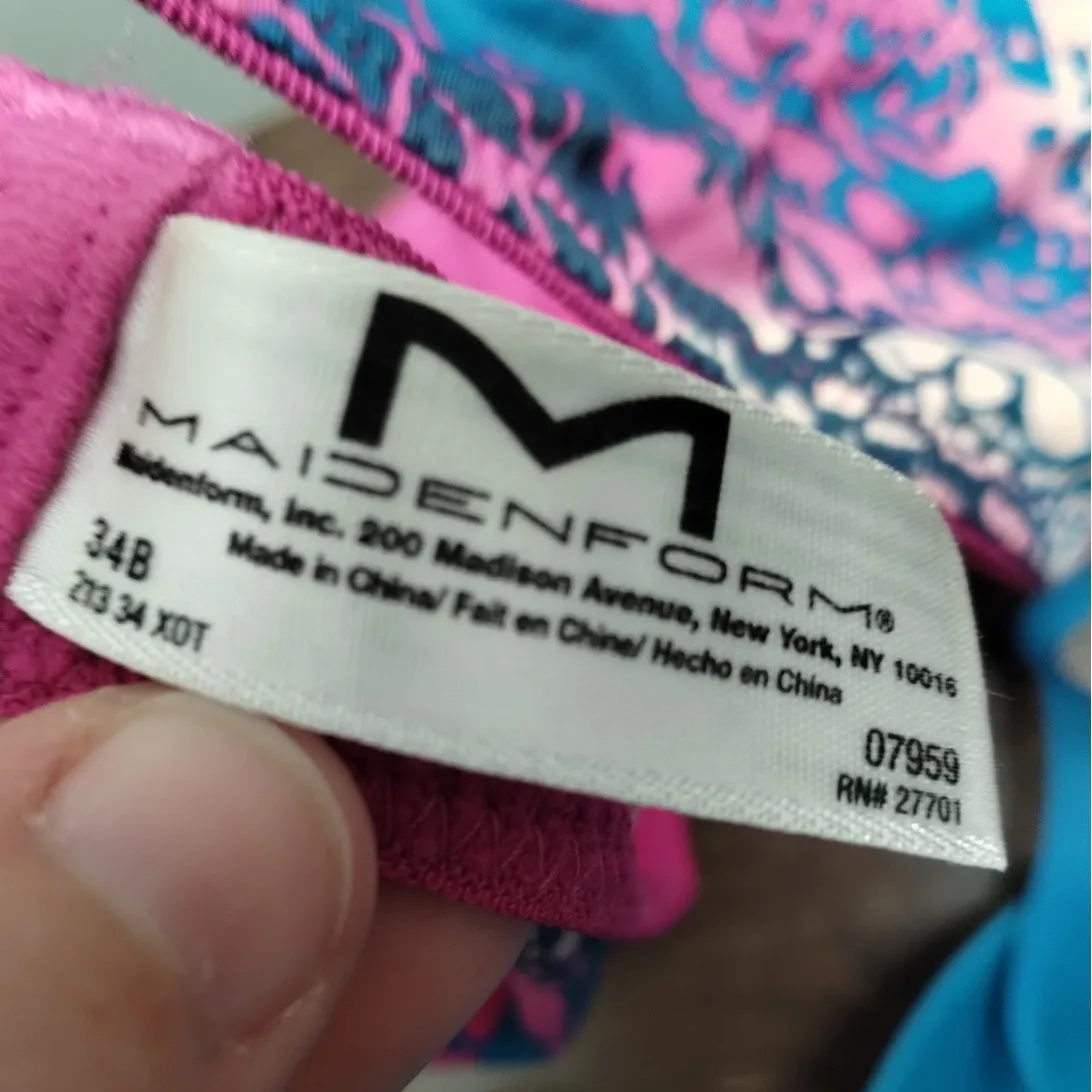 M
MAIDENFORM®
Maidenform, Inc. 200 Madison Avenue, New York, NY 10016
34B
Made in China/ Fait en Chine/ Hecho en China
213 34 XDT
07959
RN# 27701